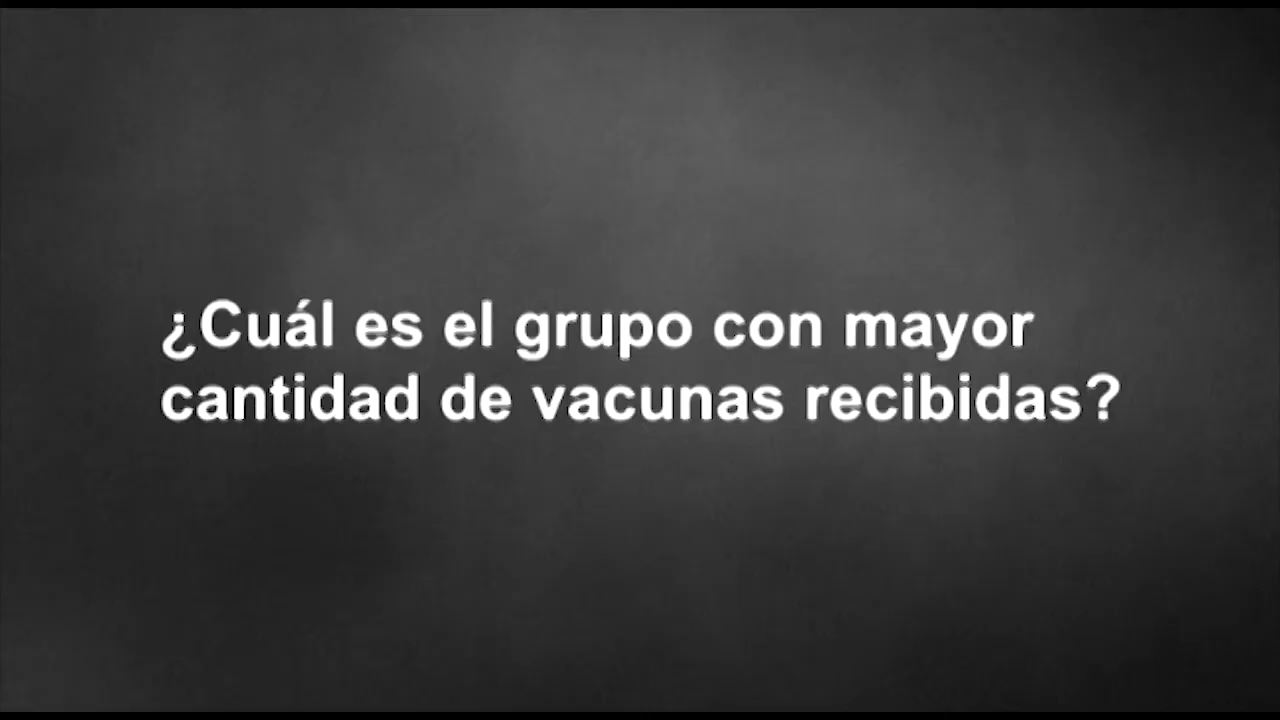 ¿Cuál es el grupo con mayor
cantidad de vacunas recibidas?